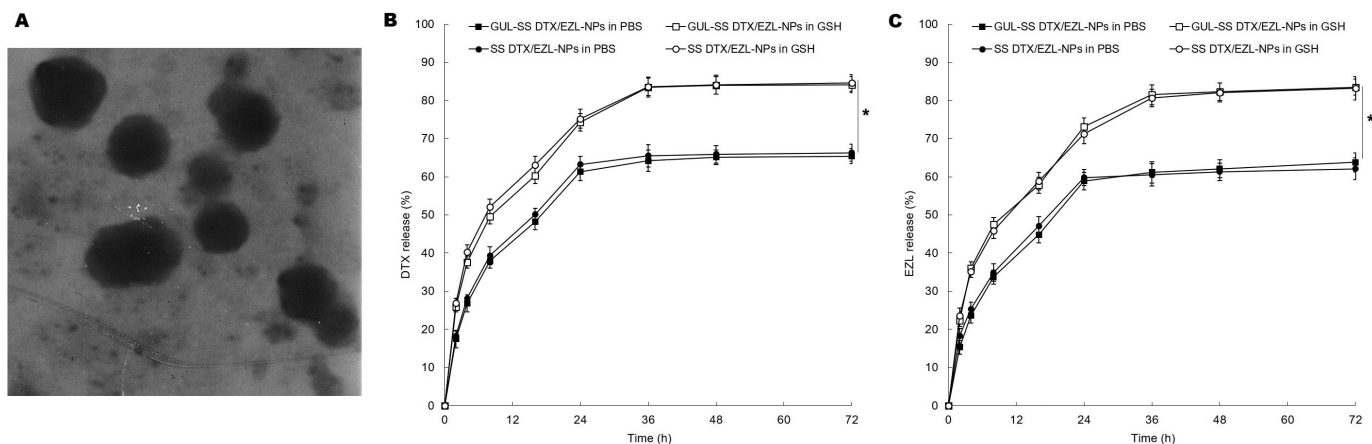 A
B
GUL-SS DTX/EZL-NPs in PBS
GUL-SS DTX/EZL-NPs in GSH
SS DTX/EZL-NPs in PBS
SS DTX/EZL-NPs in GSH
100
90
80
70
60
50
40
30
20
10
0
DTX release (%)
*
0 12 24 36 48 60 72
Time (h)
C
GUL-SS DTX/EZL-NPs in PBS
GUL-SS DTX/EZL-NPs in GSH
SS DTX/EZL-NPs in PBS
SS DTX/EZL-NPs in GSH
100
90
80
70
60
50
40
30
20
10
0
EZL release (%)
*
0 12 24 36 48 60 72
Time (h)